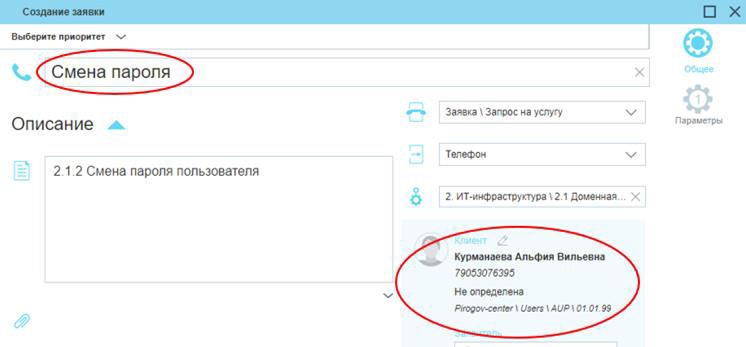 Создание заявки
Выберите приоритет
Общее
Смена пароля
1
Параметры
Описание
Заявка \ Запрос на услугу
Телефон
2. ИТ-инфраструктура \ 2.1 Доменная...
2.1.2 Смена пароля пользователя
Клиент
Курманаева Альфия Вильевна
79053076395
Не определена
Pirogov-center \ Users \ AUP \ 01.01.99
Заявитель